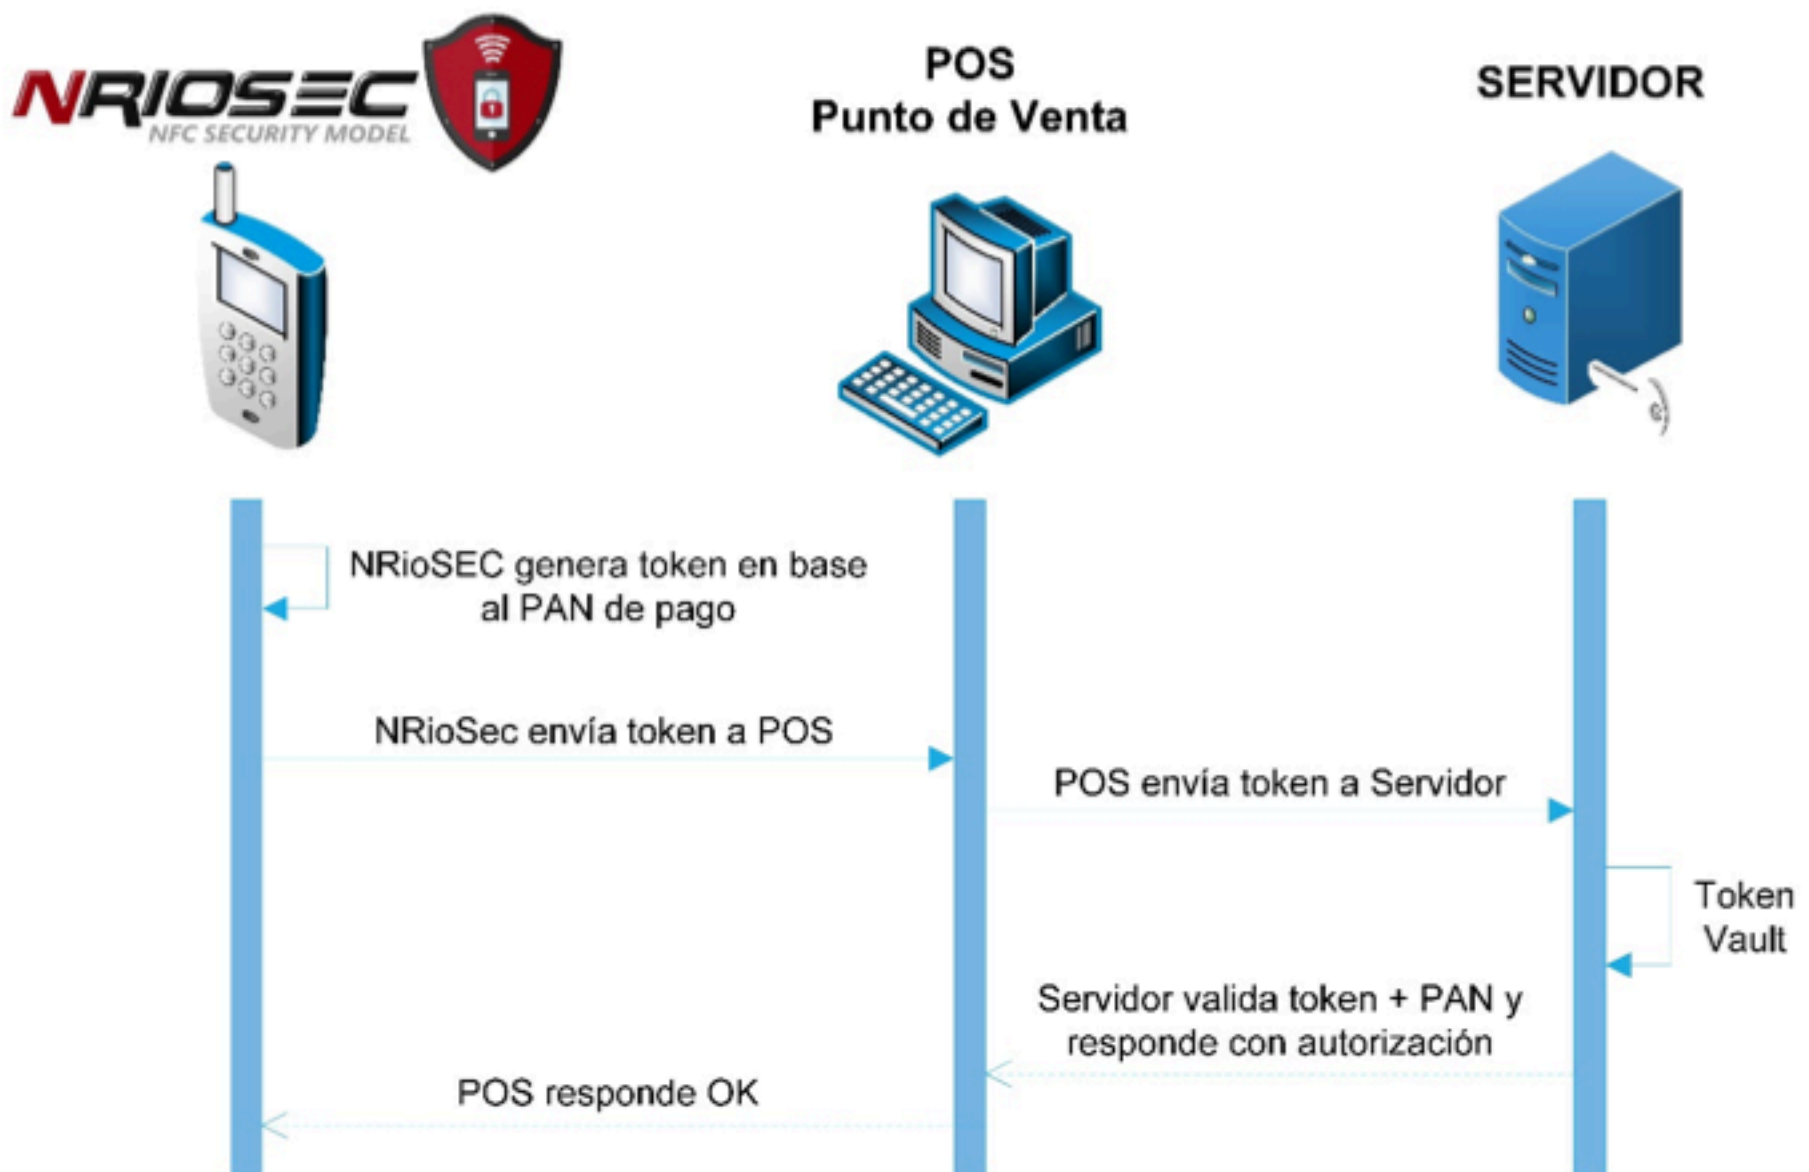 NRIOSEC
NFC SECURITY MODEL
POS
Punto de Venta
SERVIDOR
NRioSEC genera token en base
al PAN de pago
NRioSec envía token a POS
POS envía token a Servidor
Token
Vault
Servidor valida token + PAN y
responde con autorización
POS responde OK